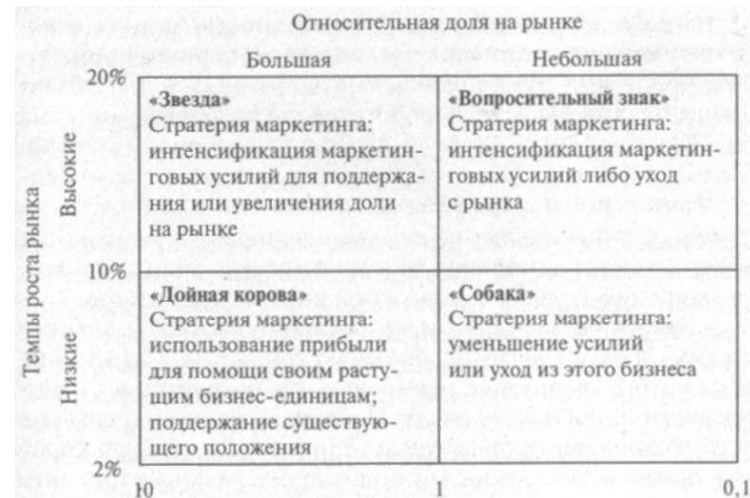 Относительная доля на рынке
Большая
Небольшая
20%
Темпы роста рынка
Высокие
«Звезда»
Стратерия маркетинга:
интенсификация маркетин-
говых усилий для поддержа-
ния или увеличения доли
на рынке
«Вопросительный знак»
Стратерия маркетинга:
интенсификация маркетин-
говых усилий либо уход
с рынка
10%
Низкие
«Дойная корова»
Стратерия маркетинга:
использование прибыли
для помощи своим расту-
щим бизнес-единицам;
поддержание существую-
щего положения
«Собака»
Стратерия маркетинга:
уменьшение усилий
или уход из этого бизнеса
2%
10
1
0,1